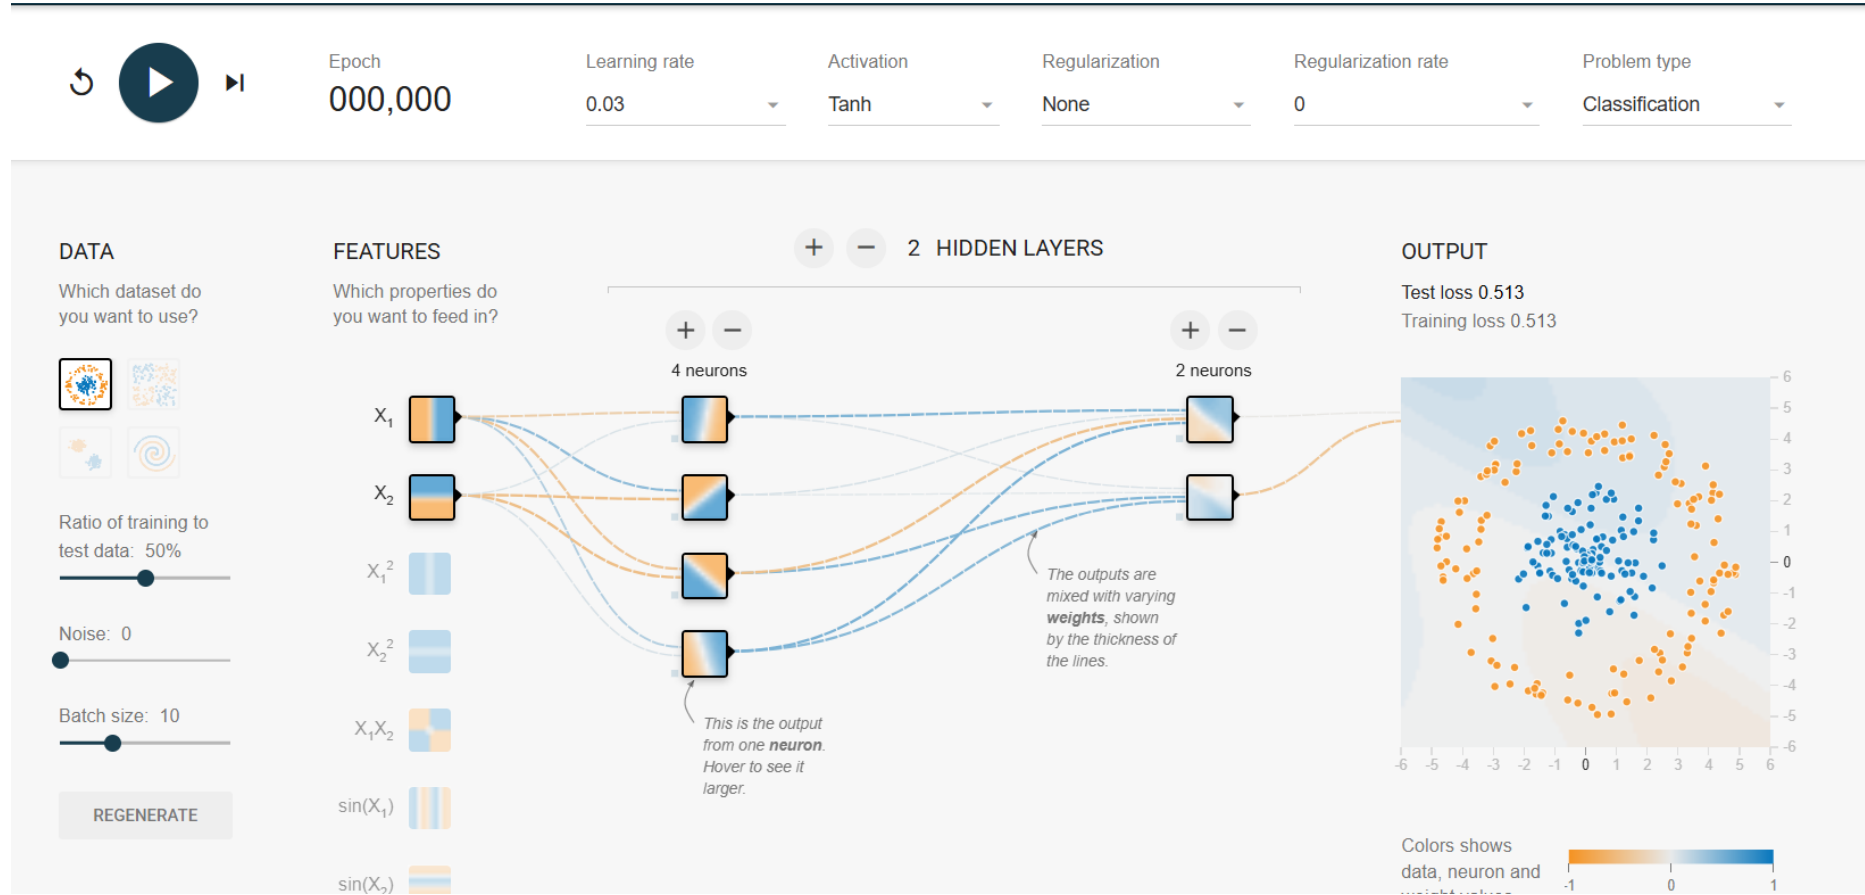 Epoch
000,000
Learning rate
0.03
Activation
Tanh
Regularization
None
Regularization rate
0
Problem type
Classification
DATA
Which dataset do
you want to use?
Ratio of training to
test data: 50%
Noise: 0
Batch size: 10
REGENERATE
FEATURES
Which properties do
you want to feed in?
X₁
X₂
X₁²
X₂²
X₁X₂
sin(X₁)
sin(X₂)
+ − 2 HIDDEN LAYERS
+ −
4 neurons
+ −
2 neurons
This is the output
from one neuron.
Hover to see it
larger.
The outputs are
mixed with varying
weights, shown
by the thickness of
the lines.
OUTPUT
Test loss 0.513
Training loss 0.513
6
5
4
3
2
1
0
-1
-2
-3
-4
-5
-6
-6 -5 -4 -3 -2 -1 0 1 2 3 4 5 6
Colors shows
data, neuron and
weight values.
-1 0 1